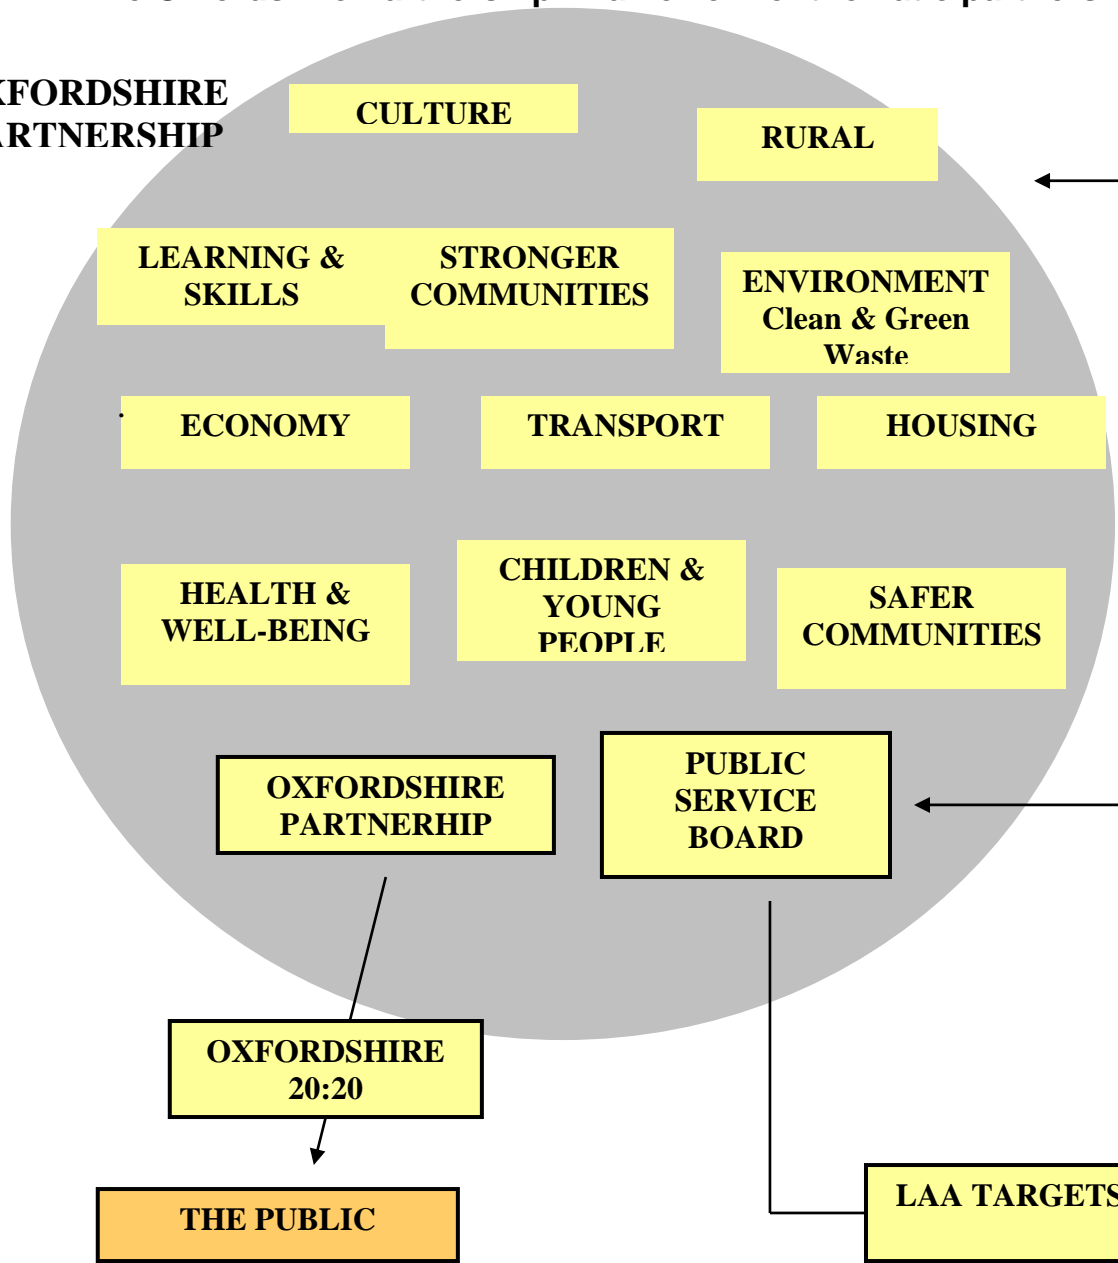 XFORDSHIRE
ARTNERSHIP
CULTURE
RURAL
LEARNING &
SKILLS
STRONGER
COMMUNITIES
ENVIRONMENT
Clean & Green
Waste
ECONOMY
TRANSPORT
HOUSING
HEALTH &
WELL-BEING
CHILDREN &
YOUNG
PEOPLE
SAFER
COMMUNITIES
OXFORDSHIRE
PARTNERHIP
PUBLIC
SERVICE
BOARD
OXFORDSHIRE
20:20
THE PUBLIC
LAA TARGETS